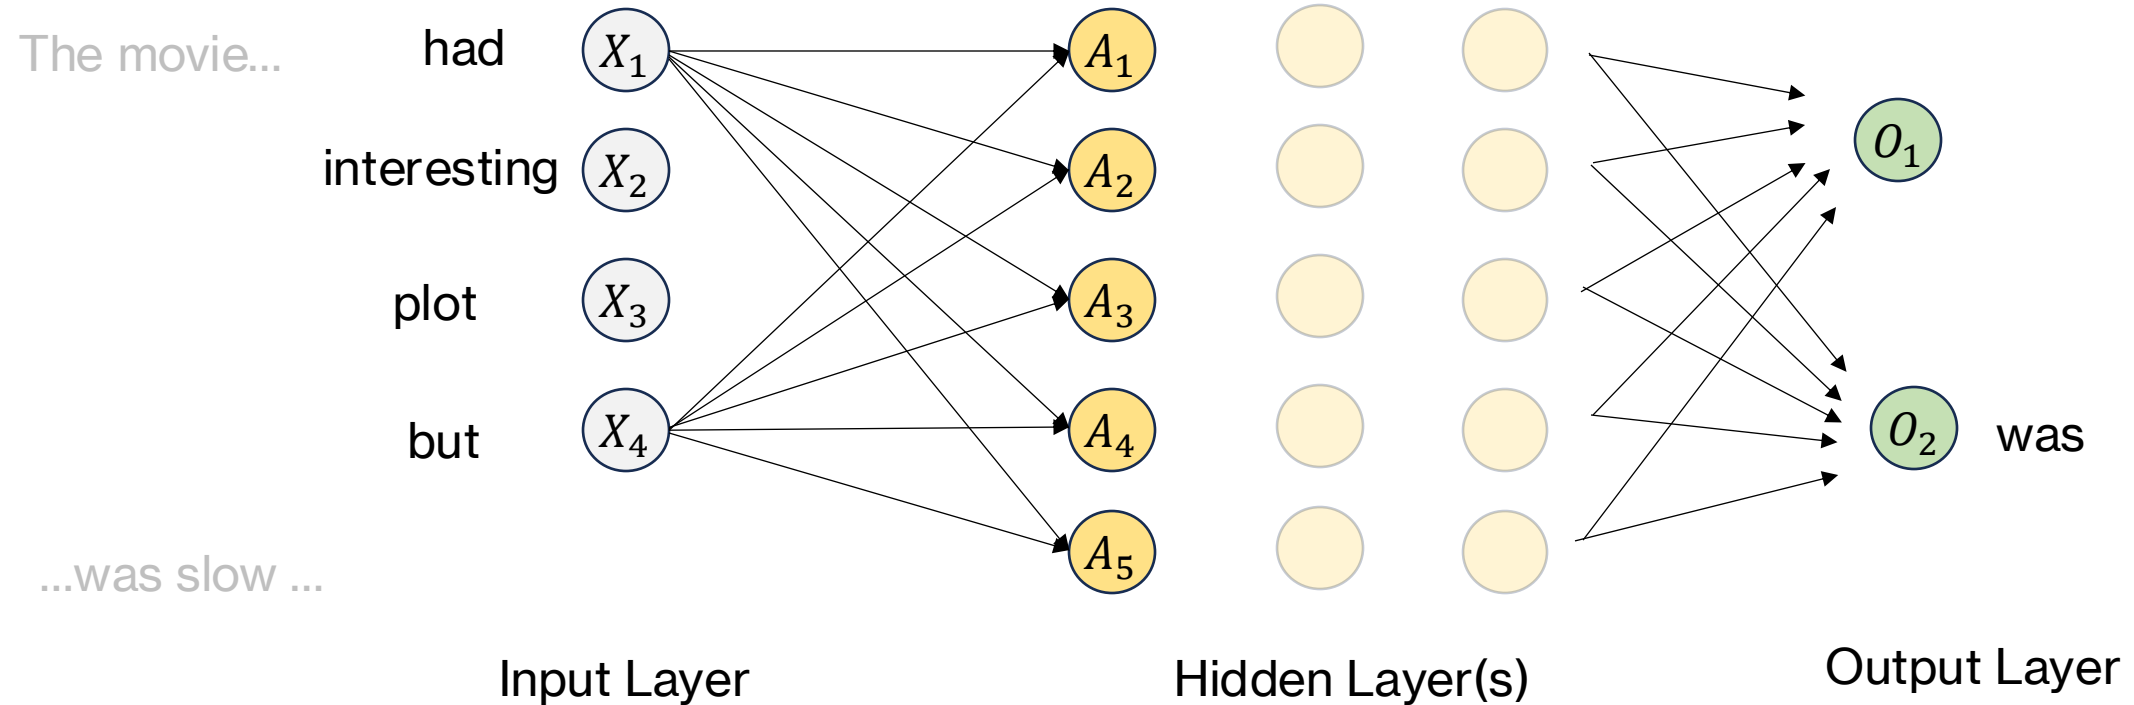 The movie... had X₁ A₁
O₁
interesting X₂ A₂
plot X₃ A₃
but X₄ A₄ O₂ was
A₅
...was slow ...
Input Layer Hidden Layer(s) Output Layer